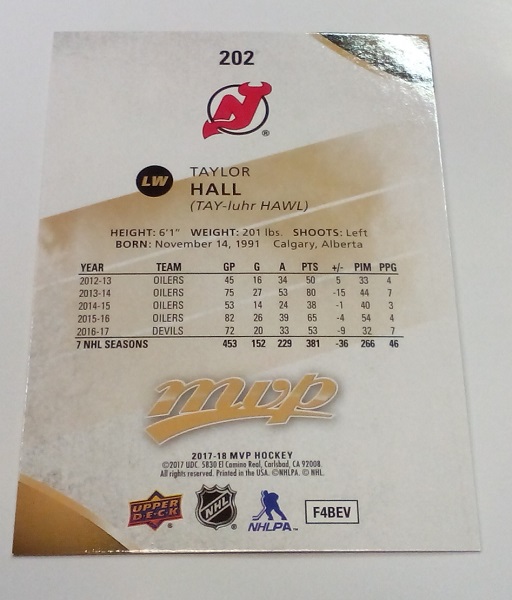 202
NJ ®
LW TAYLOR
HALL
(TAY-luhr HAWL)
HEIGHT: 6'1" WEIGHT: 201 lbs. SHOOTS: Left
BORN: November 14, 1991 Calgary, Alberta
YEAR TEAM GP G A PTS +/- PIM PPG
2012-13 OILERS 45 16 34 50 5 33 4
2013-14 OILERS 75 27 53 80 -15 44 7
2014-15 OILERS 53 14 24 38 -1 40 3
2015-16 OILERS 82 26 39 65 -4 54 4
2016-17 DEVILS 72 20 33 53 -9 32 7
7 NHL SEASONS 453 152 229 381 -36 266 46
mvp
2017-18 MVP HOCKEY
©2017 UDC. 5830 El Camino Real, Carlsbad, CA 92008.
All rights reserved. Printed in the USA. ©NHLPA. © NHL.
UPPER DECK ® NHL ® NHLPA™ F4BEV